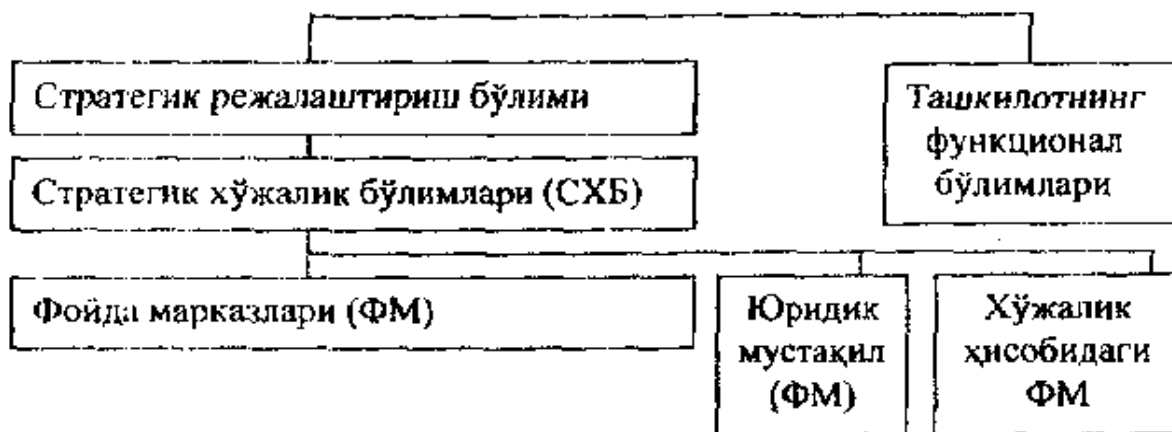 Стратегик режалаштириш бўлими
Ташкилотнинг
функционал
бўлимлари
Стратегик хўжалик бўлимлари (СХБ)
Фойда марказлари (ФМ)
Юридик
мустақил
(ФМ)
Хўжалик
ҳисобидаги
ФМ